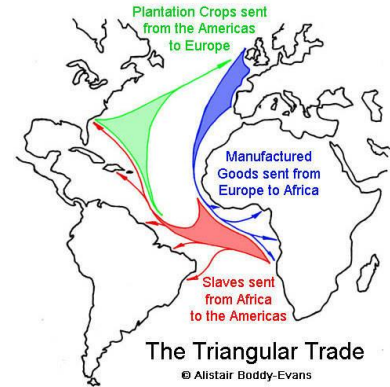 Plantation Crops sent
from the Americas
to Europe
Manufactured
Goods sent from
Europe to Africa
Slaves sent
from Africa
to the Americas
The Triangular Trade
© Alistair Boddy-Evans